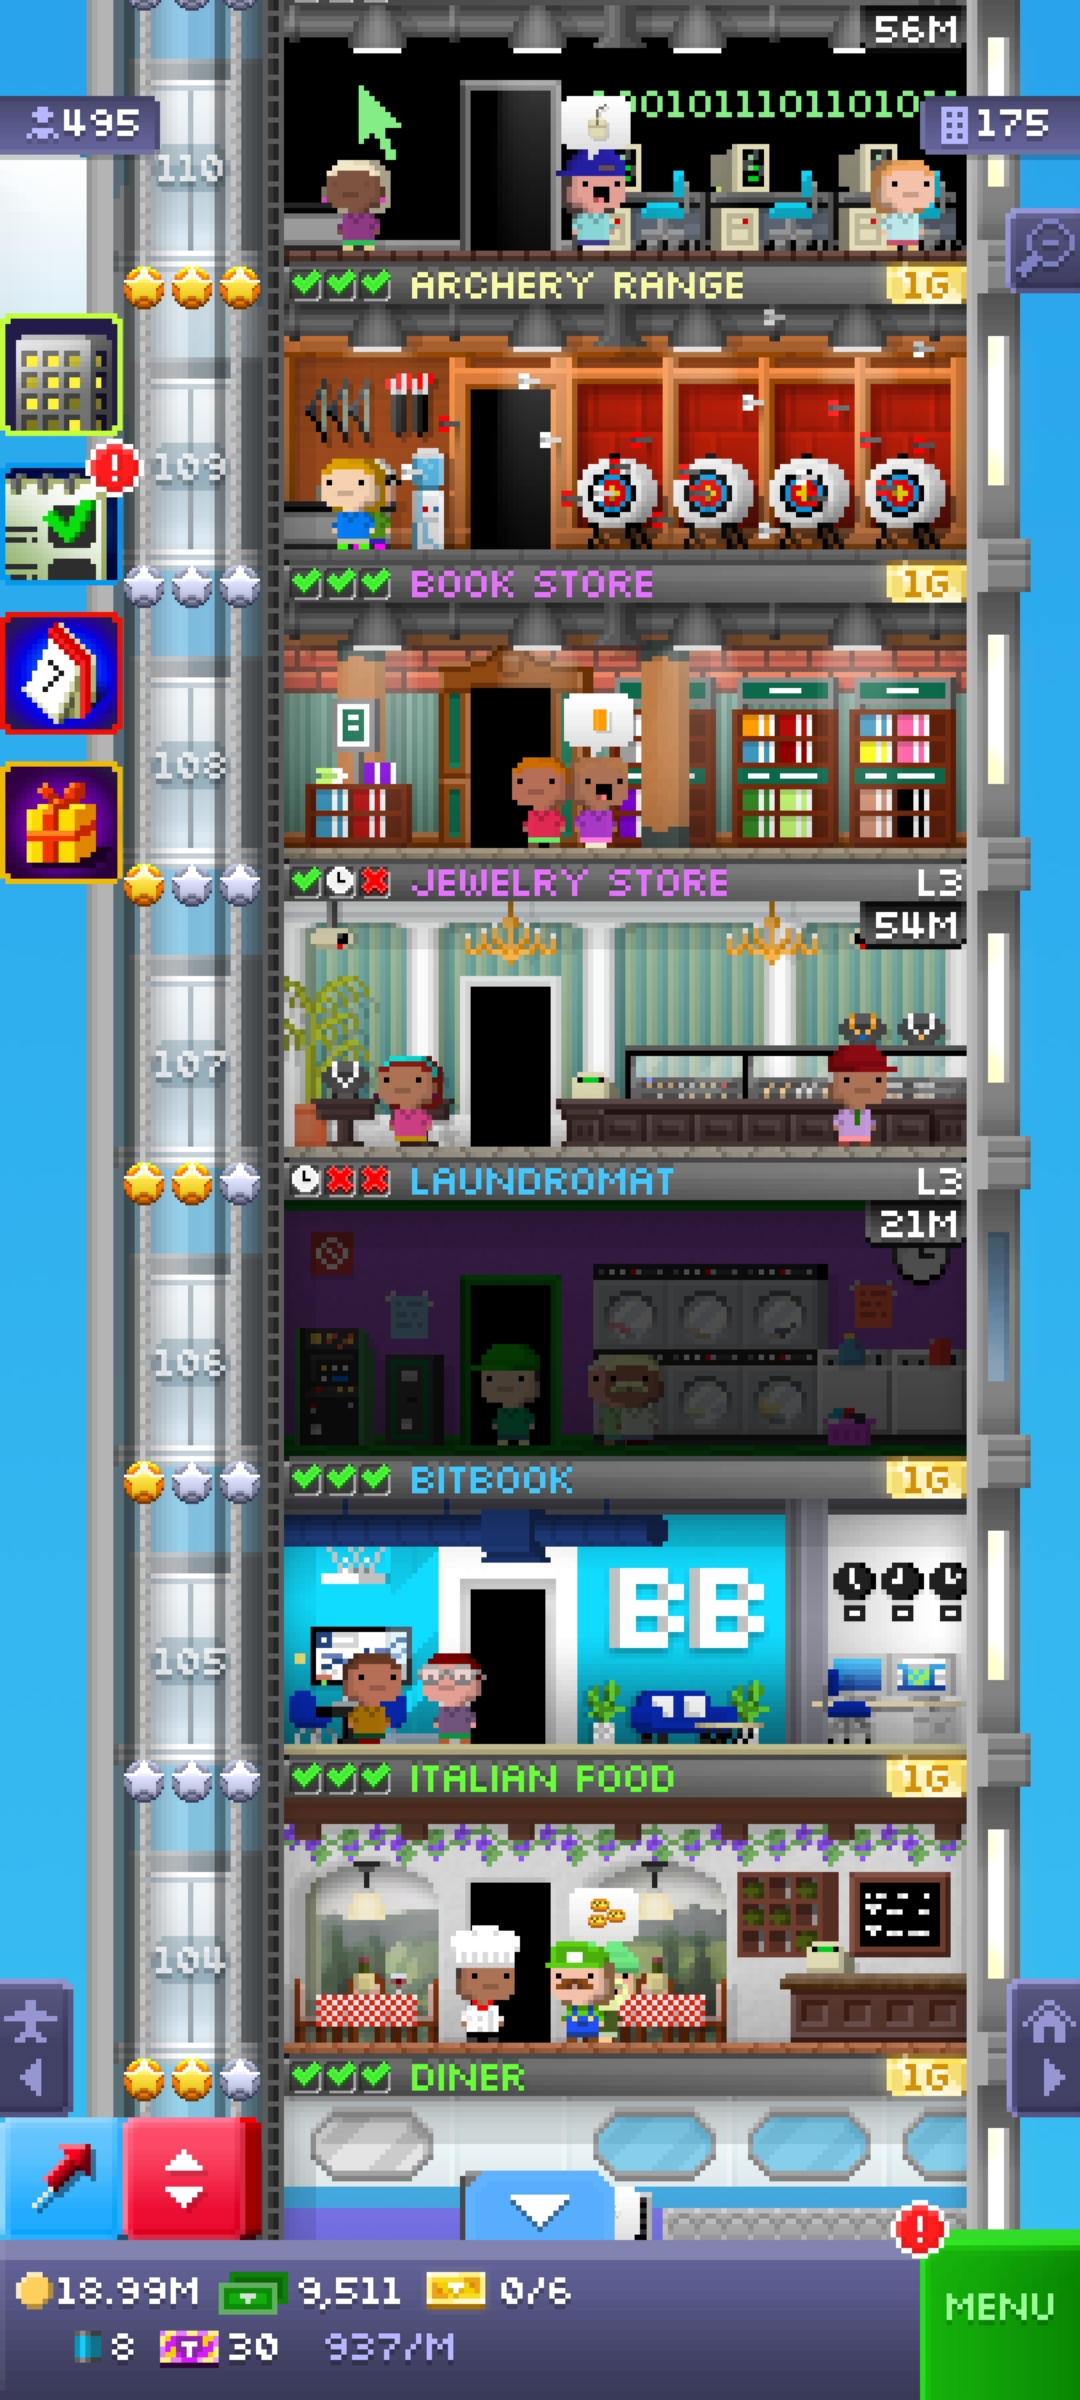 56M
001011101101011
495
175
110
ARCHERY RANGE 1G
109
BOOK STORE 1G
108
JEWELRY STORE L3
54M
107
LAUNDROMAT L3
21M
106
BITBOOK 1G
BB
105
ITALIAN FOOD 1G
104
DINER 1G
18.99M 9,511 0/6
8 30 937/M
MENU